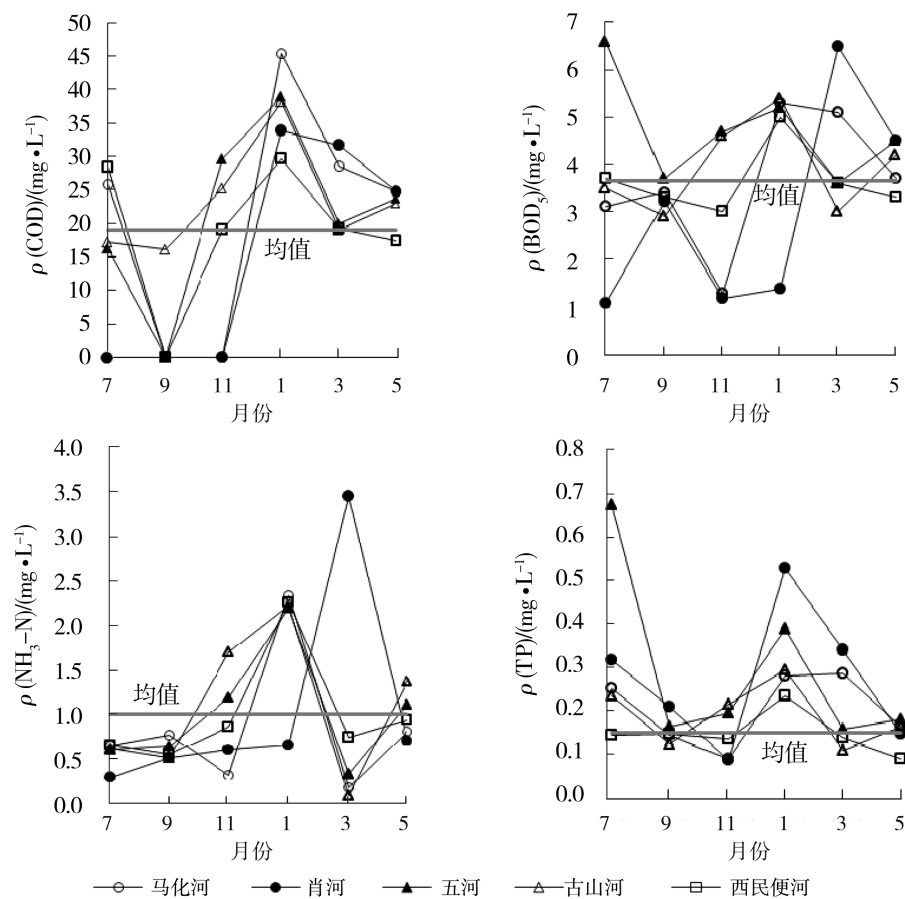 ρ (COD)/(mg•L⁻¹)
50
45
40
35
30
25
20
15
10
5
0
均值
7 9 11 1 3 5
月份
ρ (BOD₅)/(mg•L⁻¹)
7
6
5
4
3
2
1
0
均值
7 9 11 1 3 5
月份
ρ (NH₃−N)/(mg•L⁻¹)
4.0
3.5
3.0
2.5
2.0
1.5
1.0
0.5
0.0
均值
7 9 11 1 3 5
月份
ρ (TP)/(mg•L⁻¹)
0.8
0.7
0.6
0.5
0.4
0.3
0.2
0.1
0.0
均值
7 9 11 1 3 5
月份
马化河 肖河 五河 古山河 西民便河